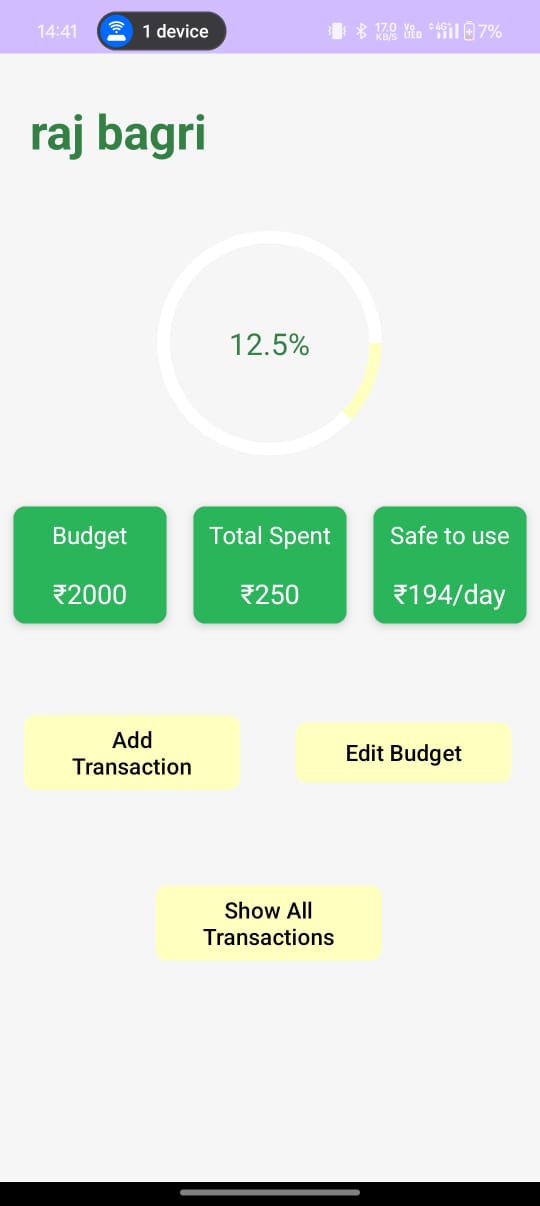 14:41 1 device 17.0 KB/S Vo LTED 4G+ 7%
raj bagri
12.5%
Budget Total Spent Safe to use
₹2000 ₹250 ₹194/day
Add
Transaction
Edit Budget
Show All
Transactions